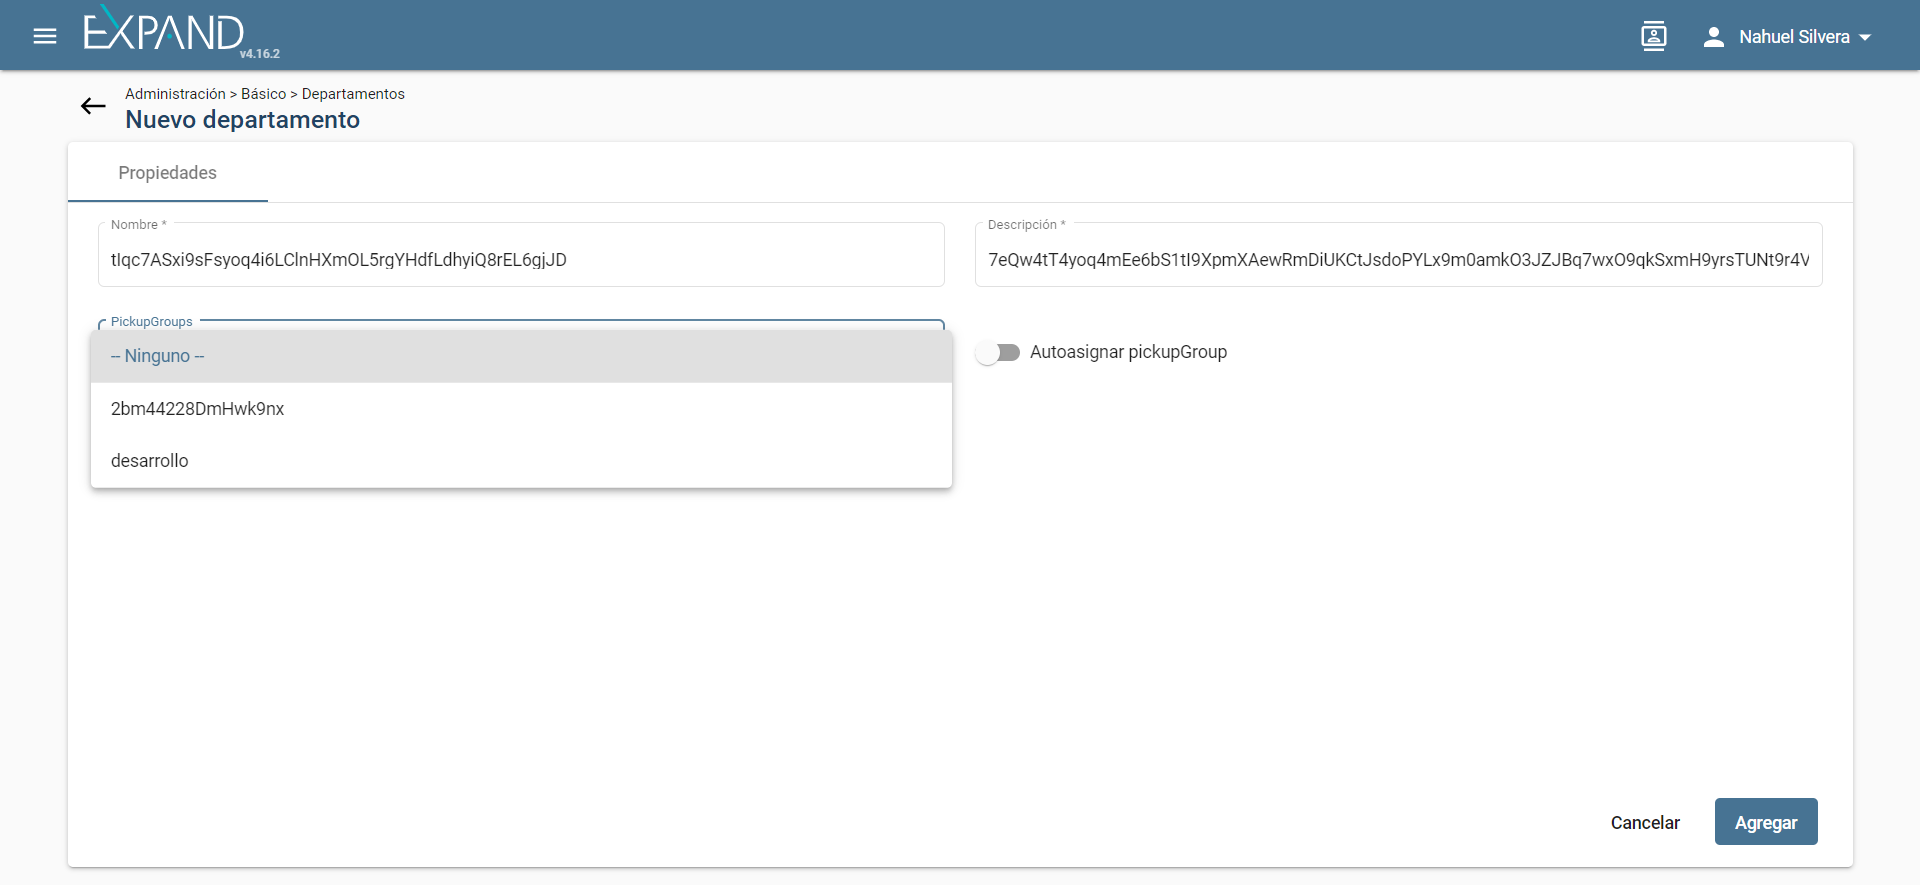 EXPAND
v4.16.2
Nahuel Silvera
Administración > Básico > Departamentos
Nuevo departamento
Propiedades
Nombre *
tIqc7ASxi9sFsyoq4i6LClnHXmOL5rgYHdfLdhyiQ8rEL6gjJD
Descripción *
7eQw4tT4yoq4mEe6bS1tI9XpmXAewRmDiUKCtJsdoPYLx9m0amkO3JZJBq7wxO9qkSxmH9yrsTUNt9r4V
PickupGroups
-- Ninguno --
2bm44228DmHwk9nx
desarrollo
Autoasignar pickupGroup
Cancelar
Agregar